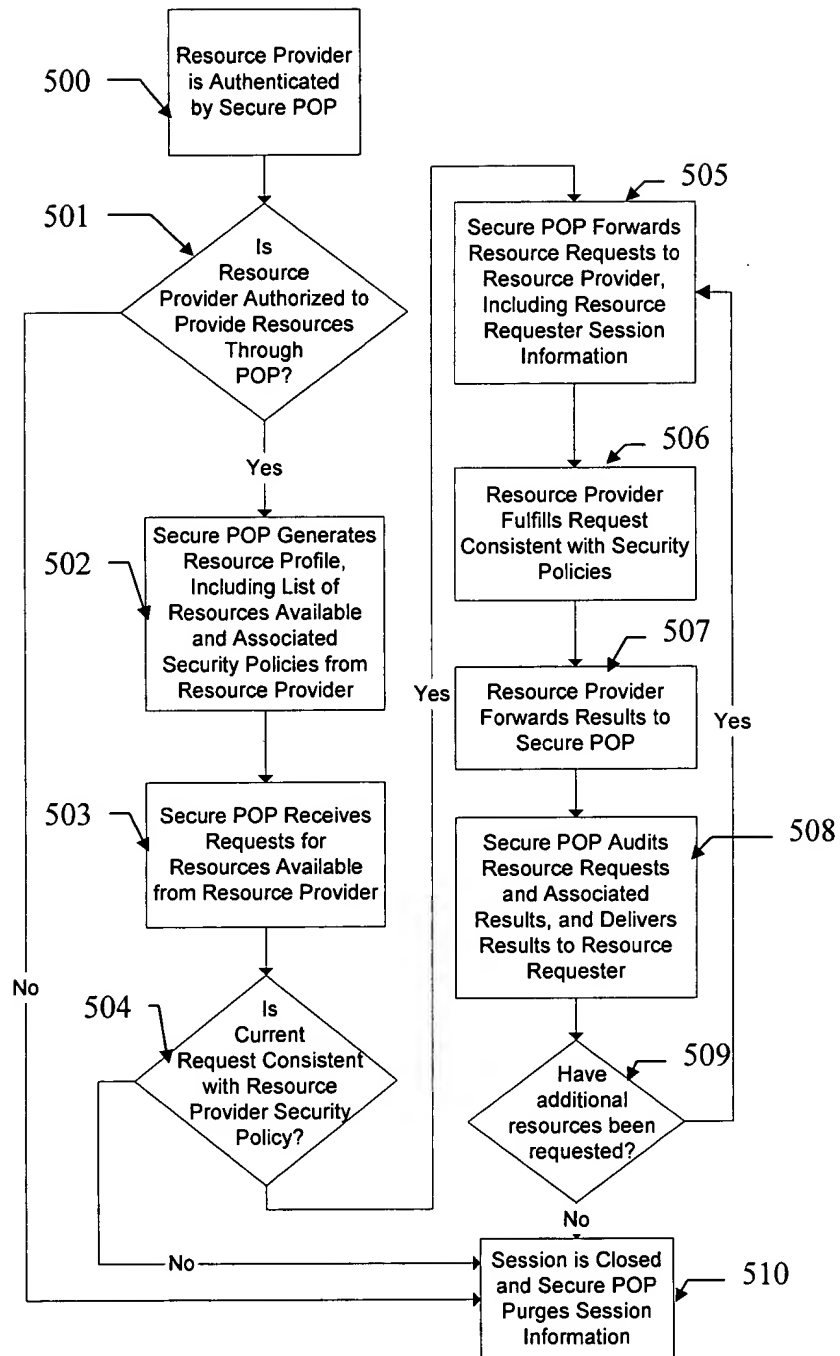 500
Resource Provider
is Authenticated
by Secure POP
501
Is
Resource
Provider Authorized to
Provide Resources
Through
POP?
Yes
502
Secure POP Generates
Resource Profile,
Including List of
Resources Available
and Associated
Security Policies from
Resource Provider
503
Secure POP Receives
Requests for
Resources Available
from Resource Provider
No
504
Is
Current
Request Consistent
with Resource
Provider Security
Policy?
No
Yes
505
Secure POP Forwards
Resource Requests to
Resource Provider,
Including Resource
Requester Session
Information
506
Resource Provider
Fulfills Request
Consistent with Security
Policies
507
Resource Provider
Forwards Results to
Secure POP
Yes
508
Secure POP Audits
Resource Requests
and Associated
Results, and Delivers
Results to Resource
Requester
509
Have
additional
resources been
requested?
No
Session is Closed
and Secure POP
Purges Session
Information
510